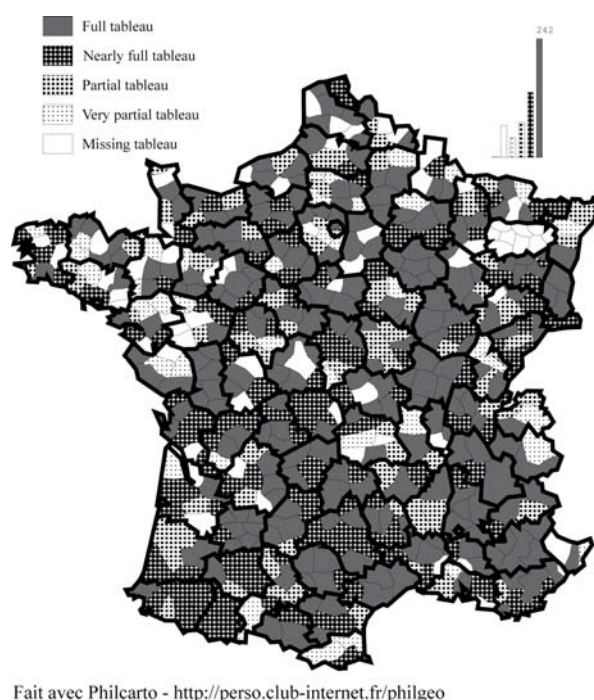 Full tableau
Nearly full tableau
Partial tableau
Very partial tableau
Missing tableau
242
Fait avec Philcarto - http://perso.club-internet.fr/philgeo